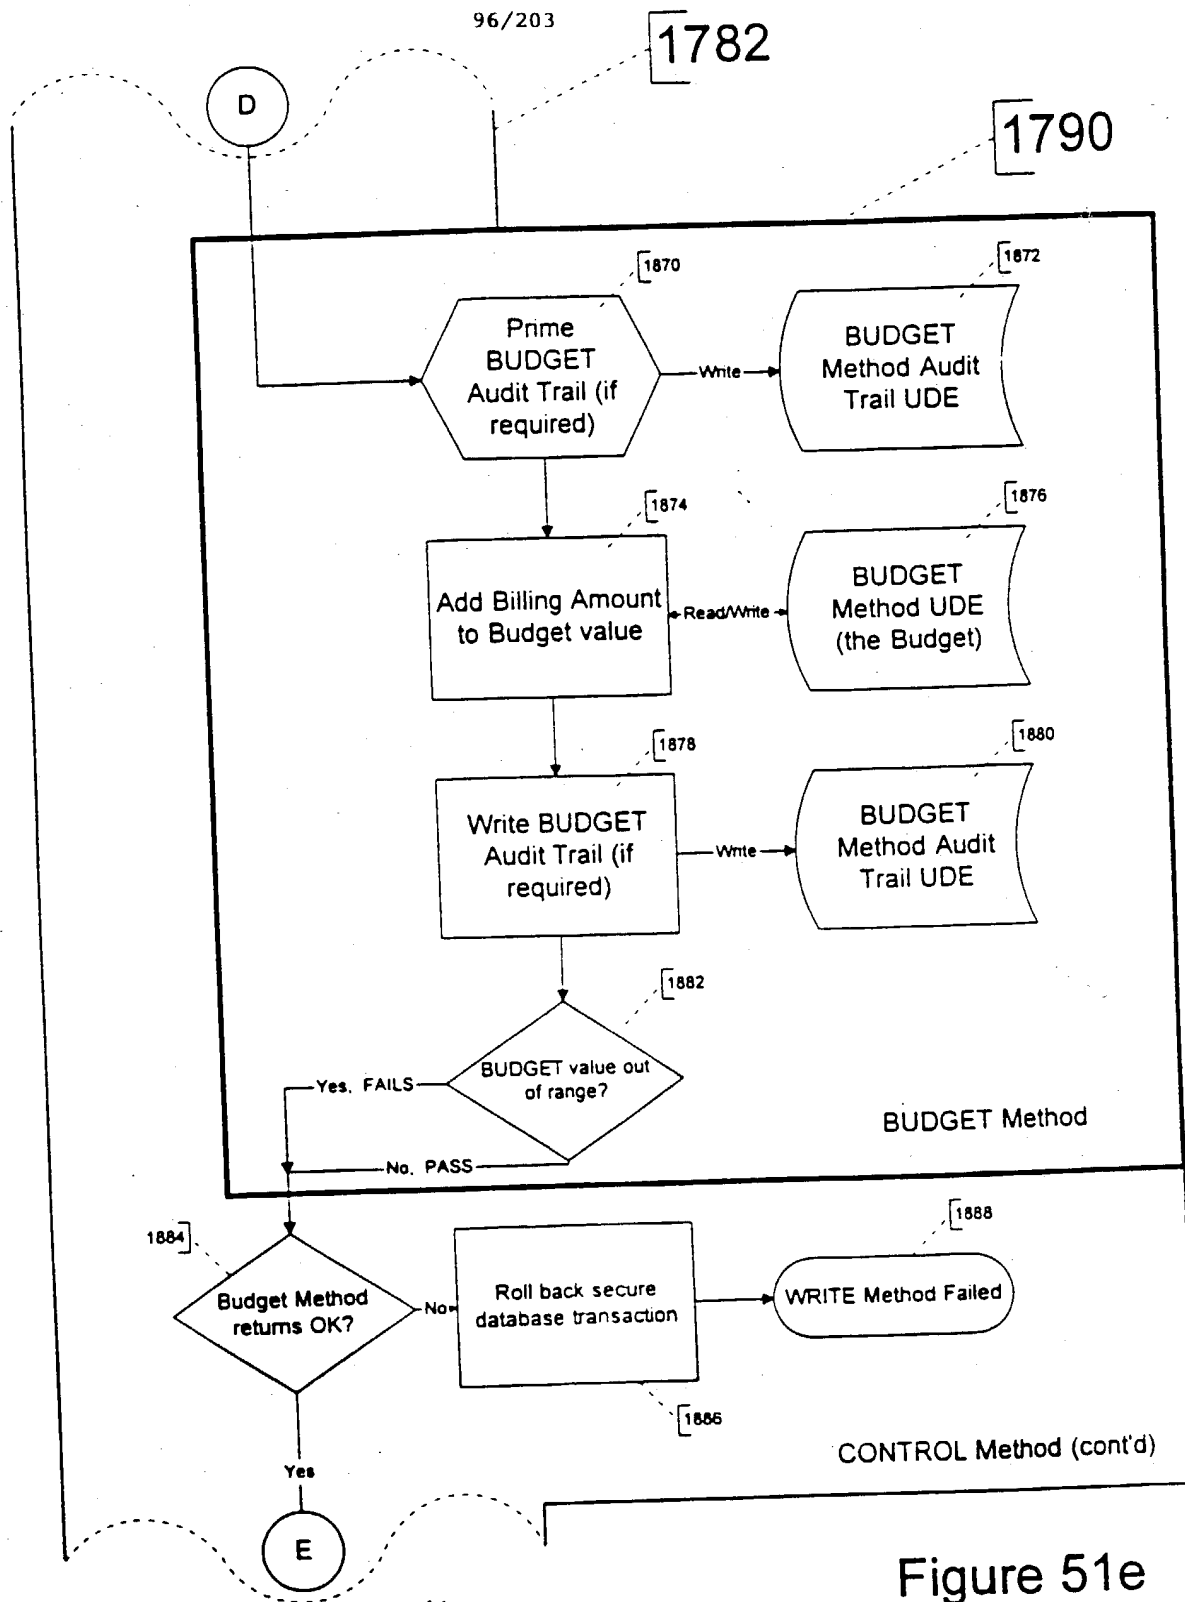 96/203
1782
D
1790
1870
1872
Prime
BUDGET
Audit Trail (if
required)
Write
BUDGET
Method Audit
Trail UDE
1874
1876
Add Billing Amount
to Budget value
Read/Write
BUDGET
Method UDE
(the Budget)
1878
1880
Write BUDGET
Audit Trail (if
required)
Write
BUDGET
Method Audit
Trail UDE
1882
BUDGET value out
of range?
Yes, FAILS
No, PASS
BUDGET Method
1884
1888
Budget Method
returns OK?
No
Roll back secure
database transaction
WRITE Method Failed
1886
Yes
CONTROL Method (cont'd)
E
Figure 51e